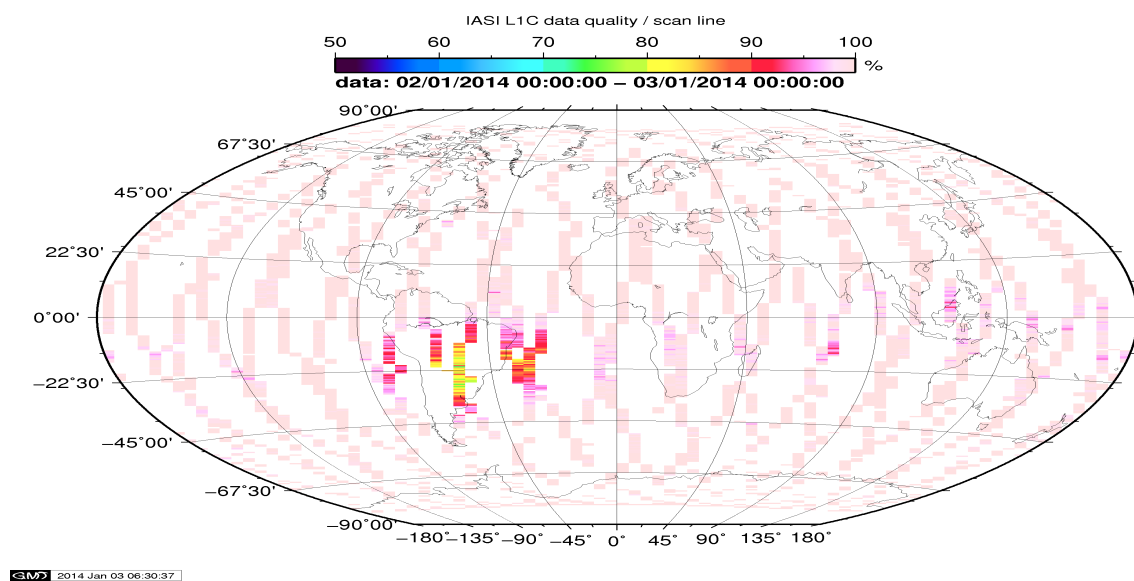 IASI L1C data quality / scan line
50 60 70 80 90 100
%
data: 02/01/2014 00:00:00 – 03/01/2014 00:00:00
90°00'
67°30'
45°00'
22°30'
0°00'
−22°30'
−45°00'
−67°30'
−90°00'
−180° −135° −90° −45° 0° 45° 90° 135° 180°
GMT 2014 Jan 03 06:30:37